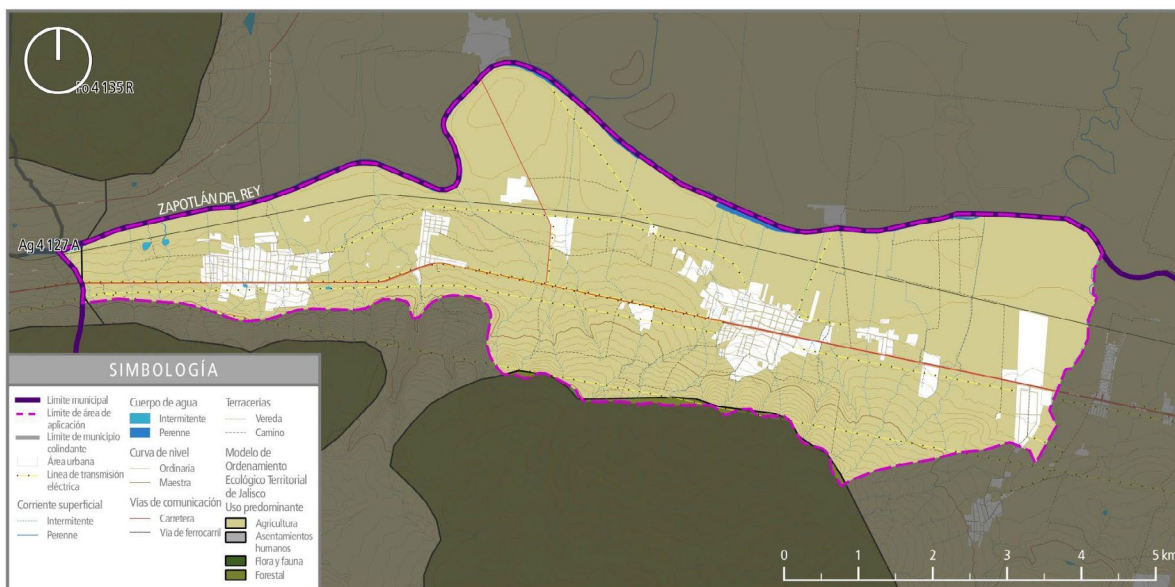 Fo 4 135 R
ZAPOTLÁN DEL REY
Ag 4 127 A
SIMBOLOGÍA
Límite municipal
Límite de área de
aplicación
Límite de municipio
colindante
Área urbana
Línea de transmisión
eléctrica
Corriente superficial
Intermitente
Perenne
Cuerpo de agua
Intermitente
Perenne
Curva de nivel
Ordinaria
Maestra
Vías de comunicación
Carretera
Vía de ferrocarril
Terracerías
Vereda
Camino
Modelo de
Ordenamiento
Ecológico Territorial
de Jalisco
Uso predominante
Agricultura
Asentamientos
humanos
Flora y fauna
Forestal
0 1 2 3 4 5 km